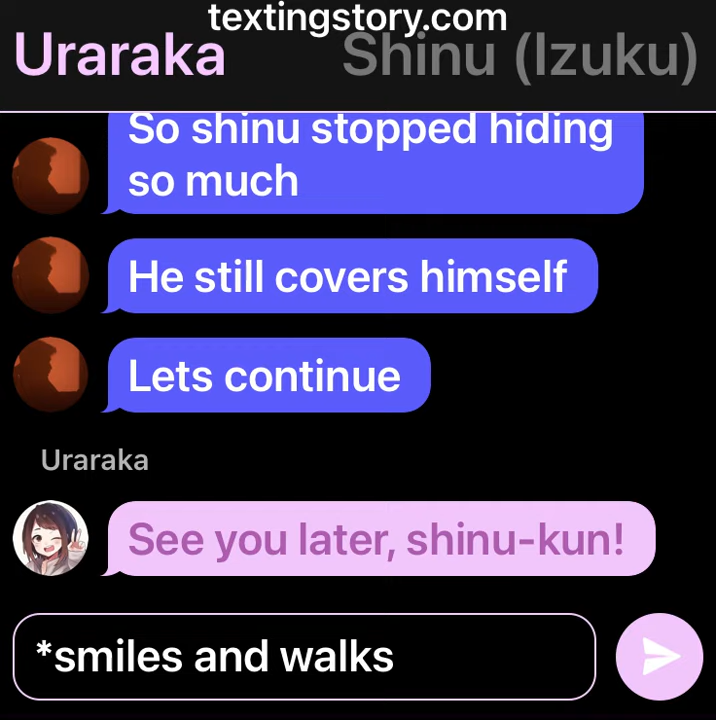 textingstory.com
Uraraka Shinu (Izuku)
So shinu stopped hiding
so much
He still covers himself
Lets continue
Uraraka
See you later, shinu-kun!
*smiles and walks